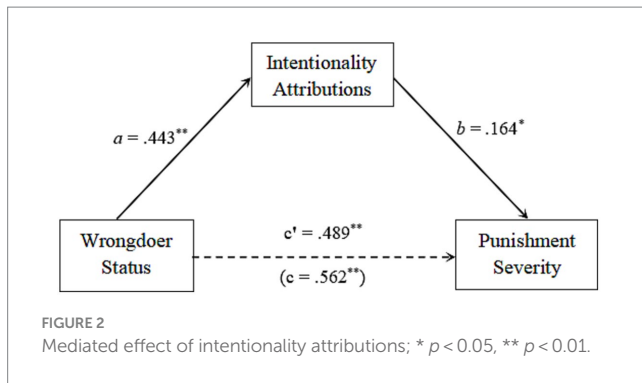 Intentionality
Attributions
a = .443**
b = .164*
Wrongdoer
Status
c' = .489**
(c = .562**)
Punishment
Severity
FIGURE 2
Mediated effect of intentionality attributions; * p < 0.05, ** p < 0.01.